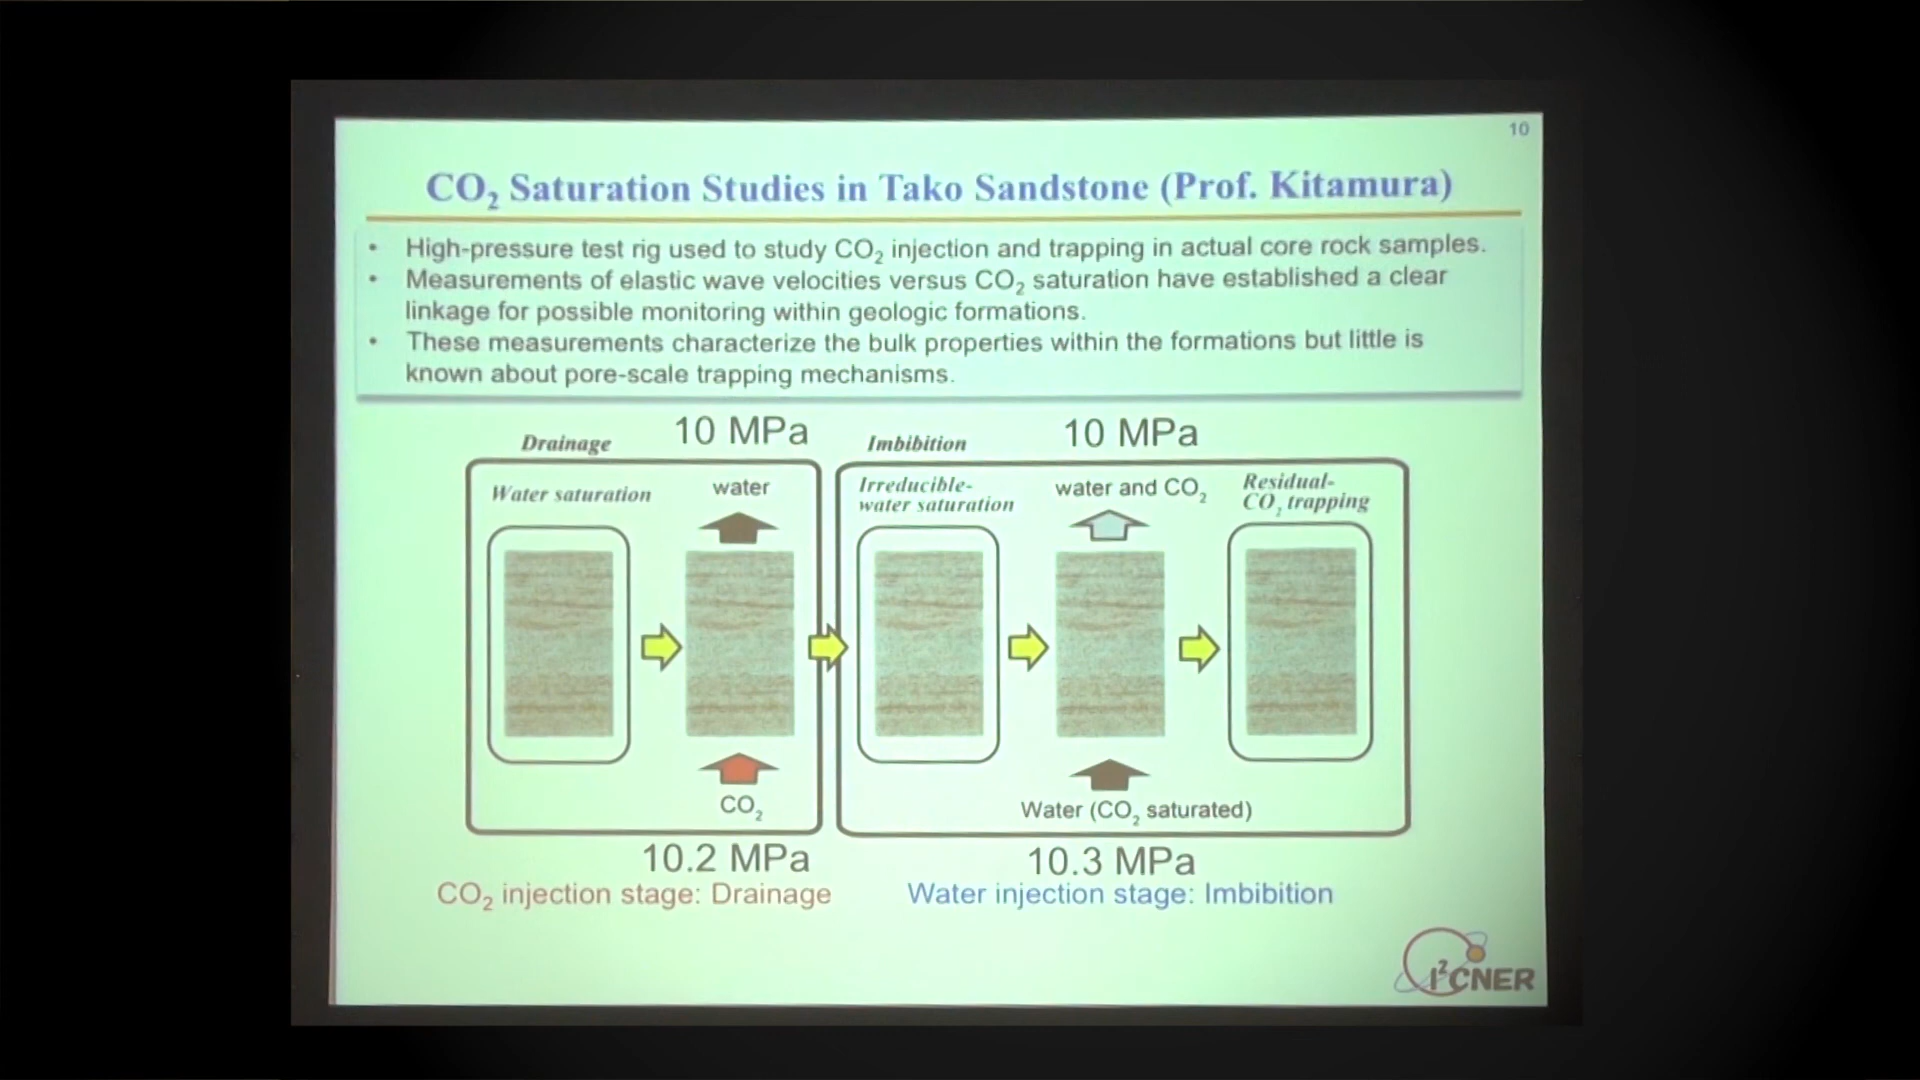 10
CO₂ Saturation Studies in Tako Sandstone (Prof. Kitamura)
• High-pressure test rig used to study CO₂ injection and trapping in actual core rock samples.
• Measurements of elastic wave velocities versus CO₂ saturation have established a clear
linkage for possible monitoring within geologic formations.
• These measurements characterize the bulk properties within the formations but little is
known about pore-scale trapping mechanisms.
Drainage
10 MPa
Imbibition
10 MPa
Water saturation
water
Irreducible-
water saturation
water and CO₂
Residual-
CO₂ trapping
CO₂
Water (CO₂ saturated)
10.2 MPa
10.3 MPa
CO₂ injection stage: Drainage
Water injection stage: Imbibition
I²CNER